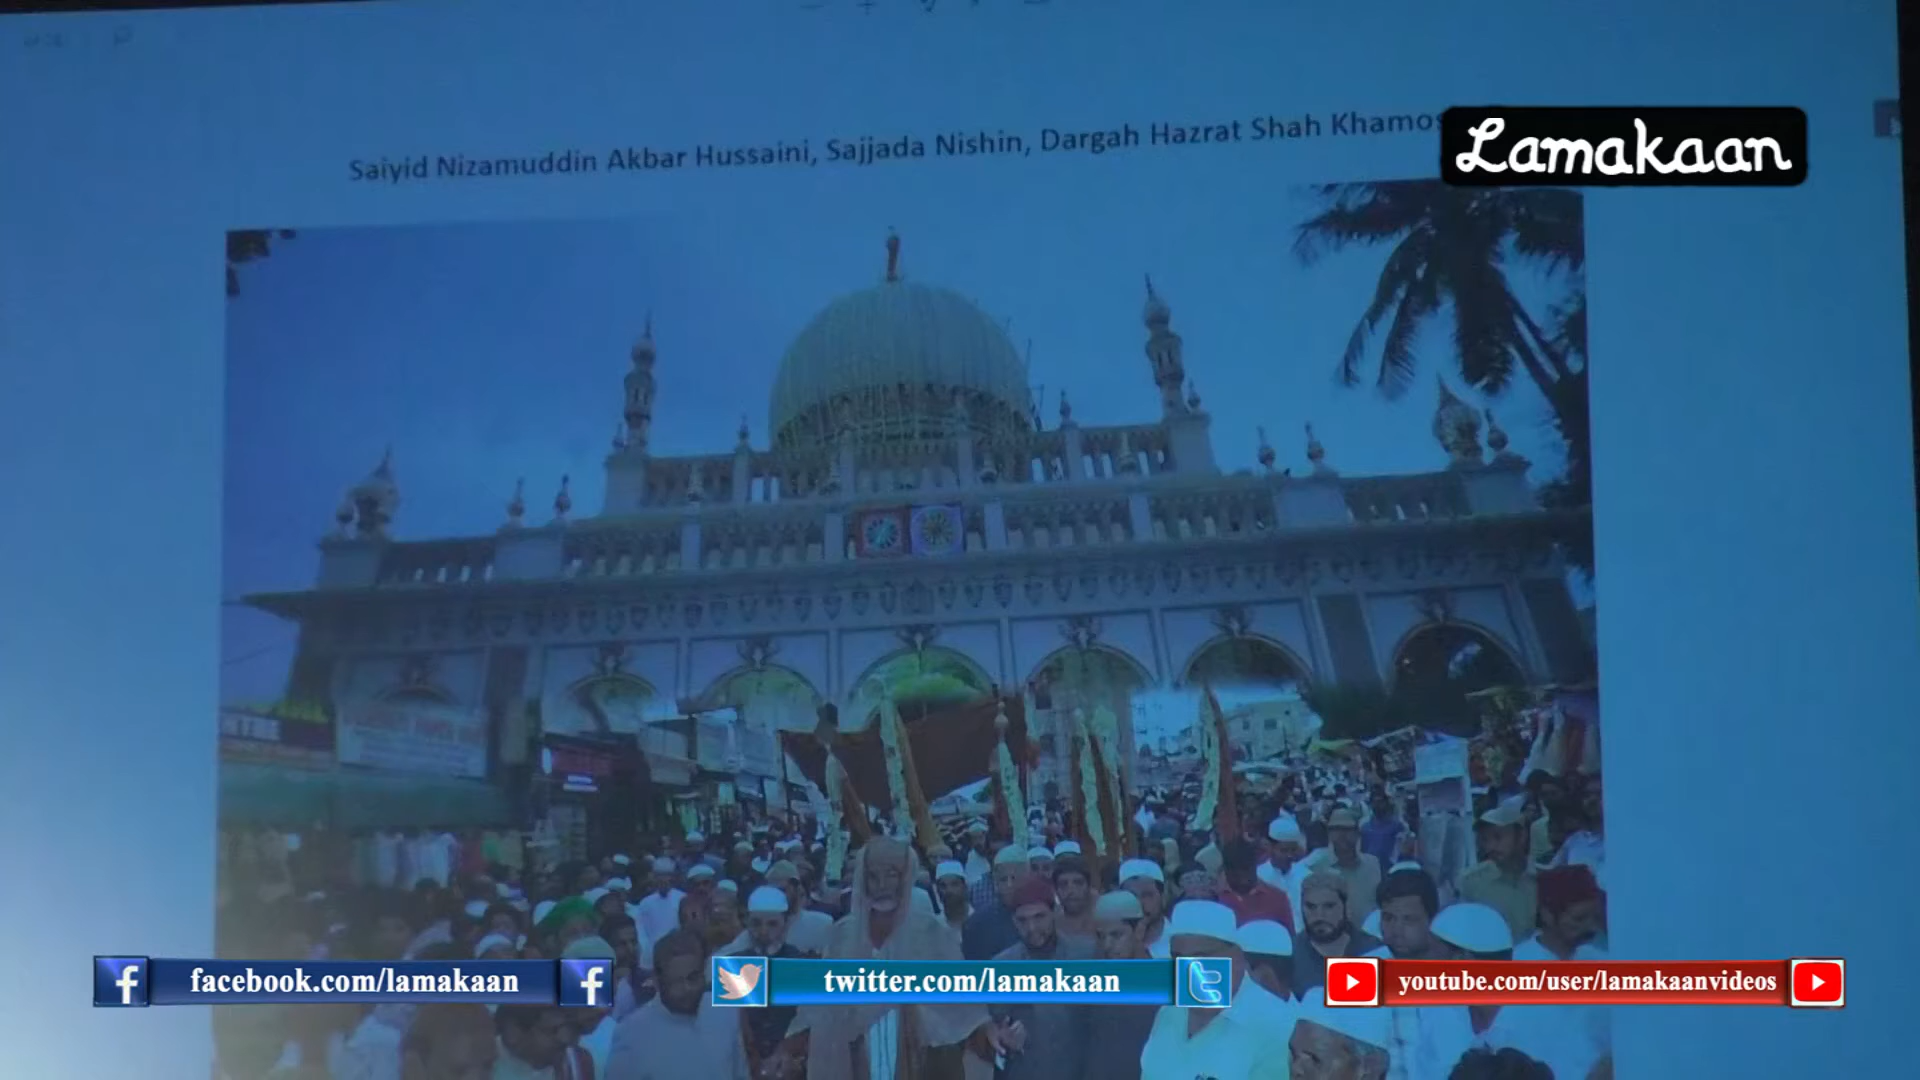 Saiyid Nizamuddin Akbar Hussaini, Sajjada Nishin, Dargah Hazrat Shah
Lamakaan
facebook.com/lamakaan
twitter.com/lamakaan
youtube.com/user/lamakaanvideos